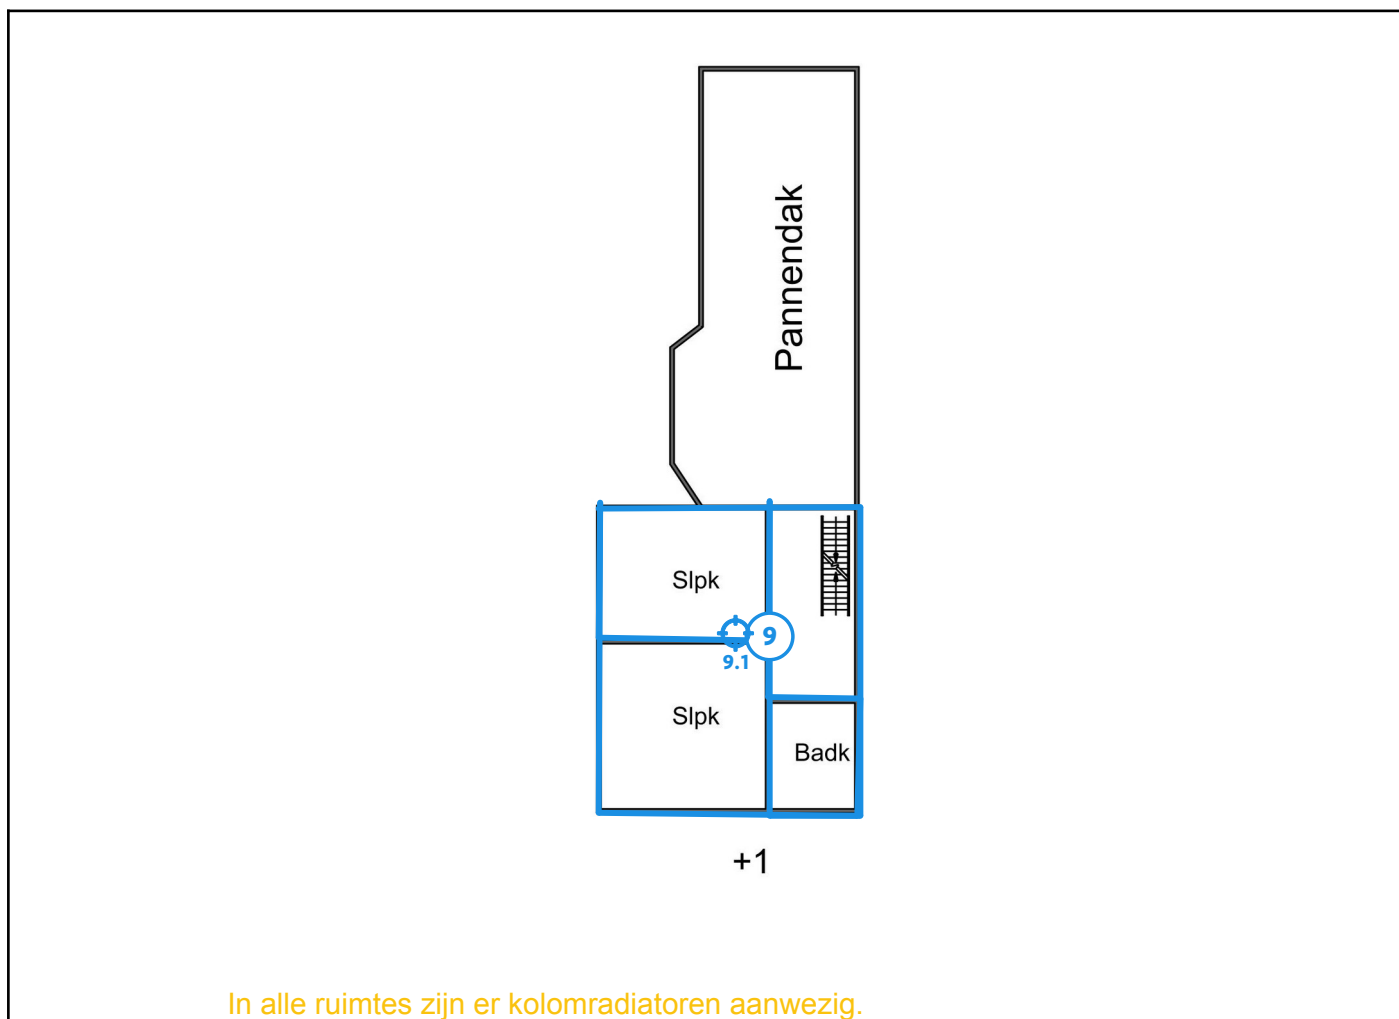 Pannendak
Slpk
9
9.1
Slpk
Badk
+1
In alle ruimtes zijn er kolomradiatoren aanwezig.